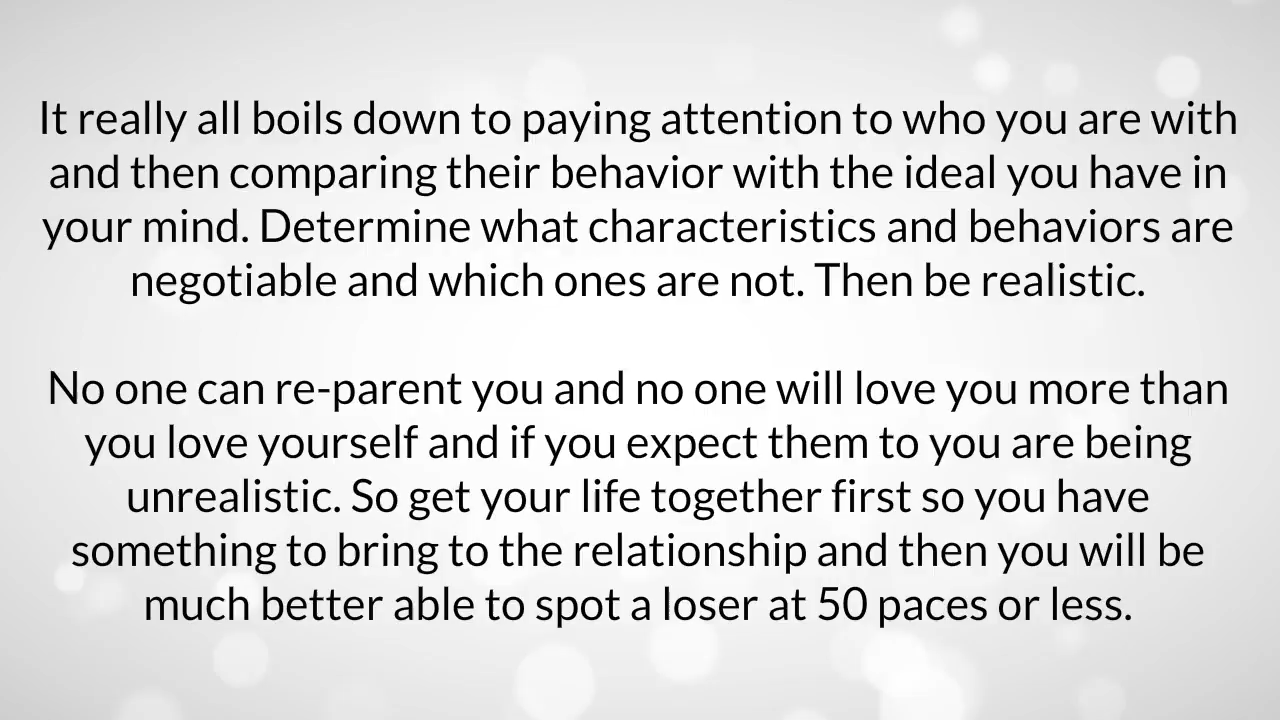 It really all boils down to paying attention to who you are with
and then comparing their behavior with the ideal you have in
your mind. Determine what characteristics and behaviors are
negotiable and which ones are not. Then be realistic.
No one can re-parent you and no one will love you more than
you love yourself and if you expect them to you are being
unrealistic. So get your life together first so you have
something to bring to the relationship and then you will be
much better able to spot a loser at 50 paces or less.